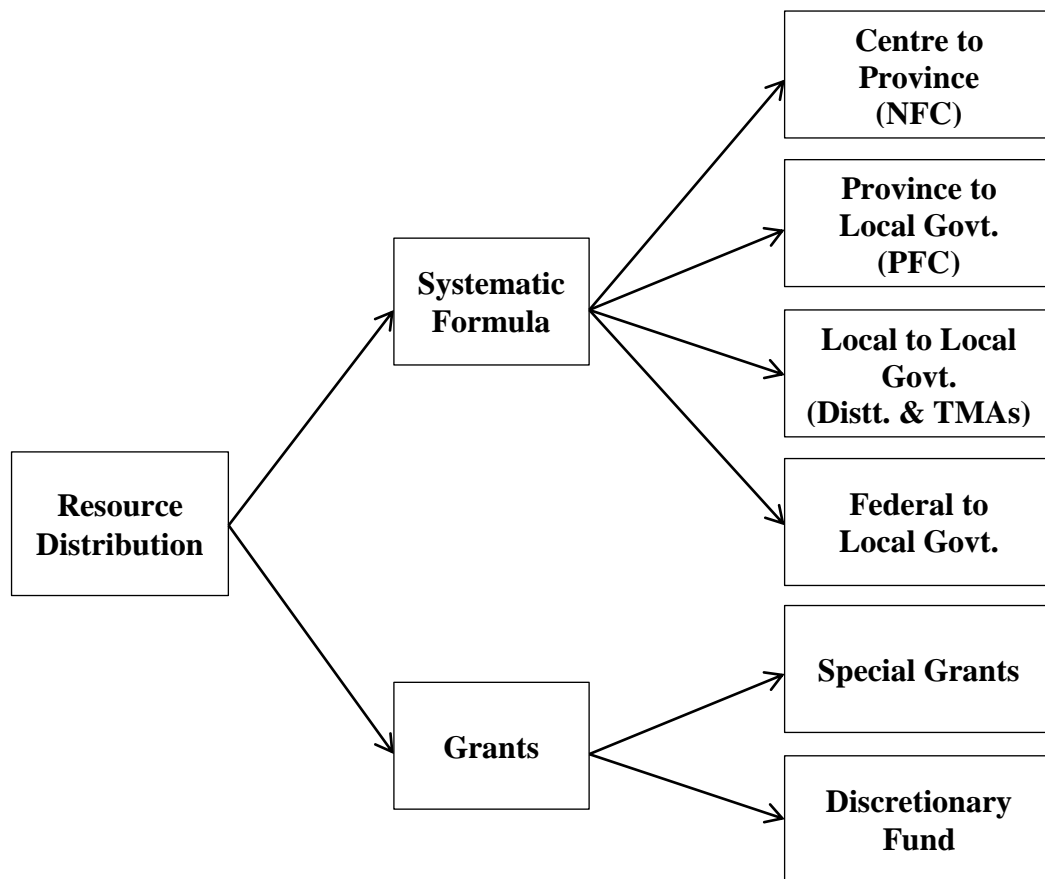 Centre to
Province
(NFC)
Province to
Local Govt.
(PFC)
Systematic
Formula
Local to Local
Govt.
(Distt. & TMAs)
Resource
Distribution
Federal to
Local Govt.
Special Grants
Grants
Discretionary
Fund